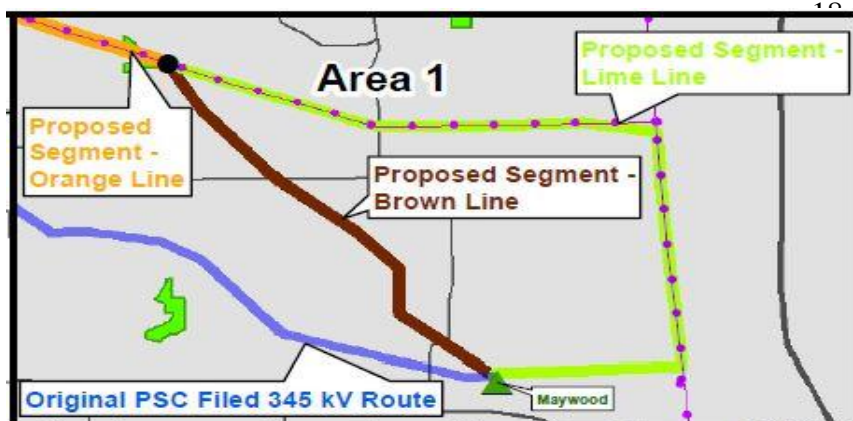 Area 1
Proposed Segment -
Lime Line
Proposed
Segment -
Orange Line
Proposed Segment -
Brown Line
Original PSC Filed 345 kV Route
Maywood